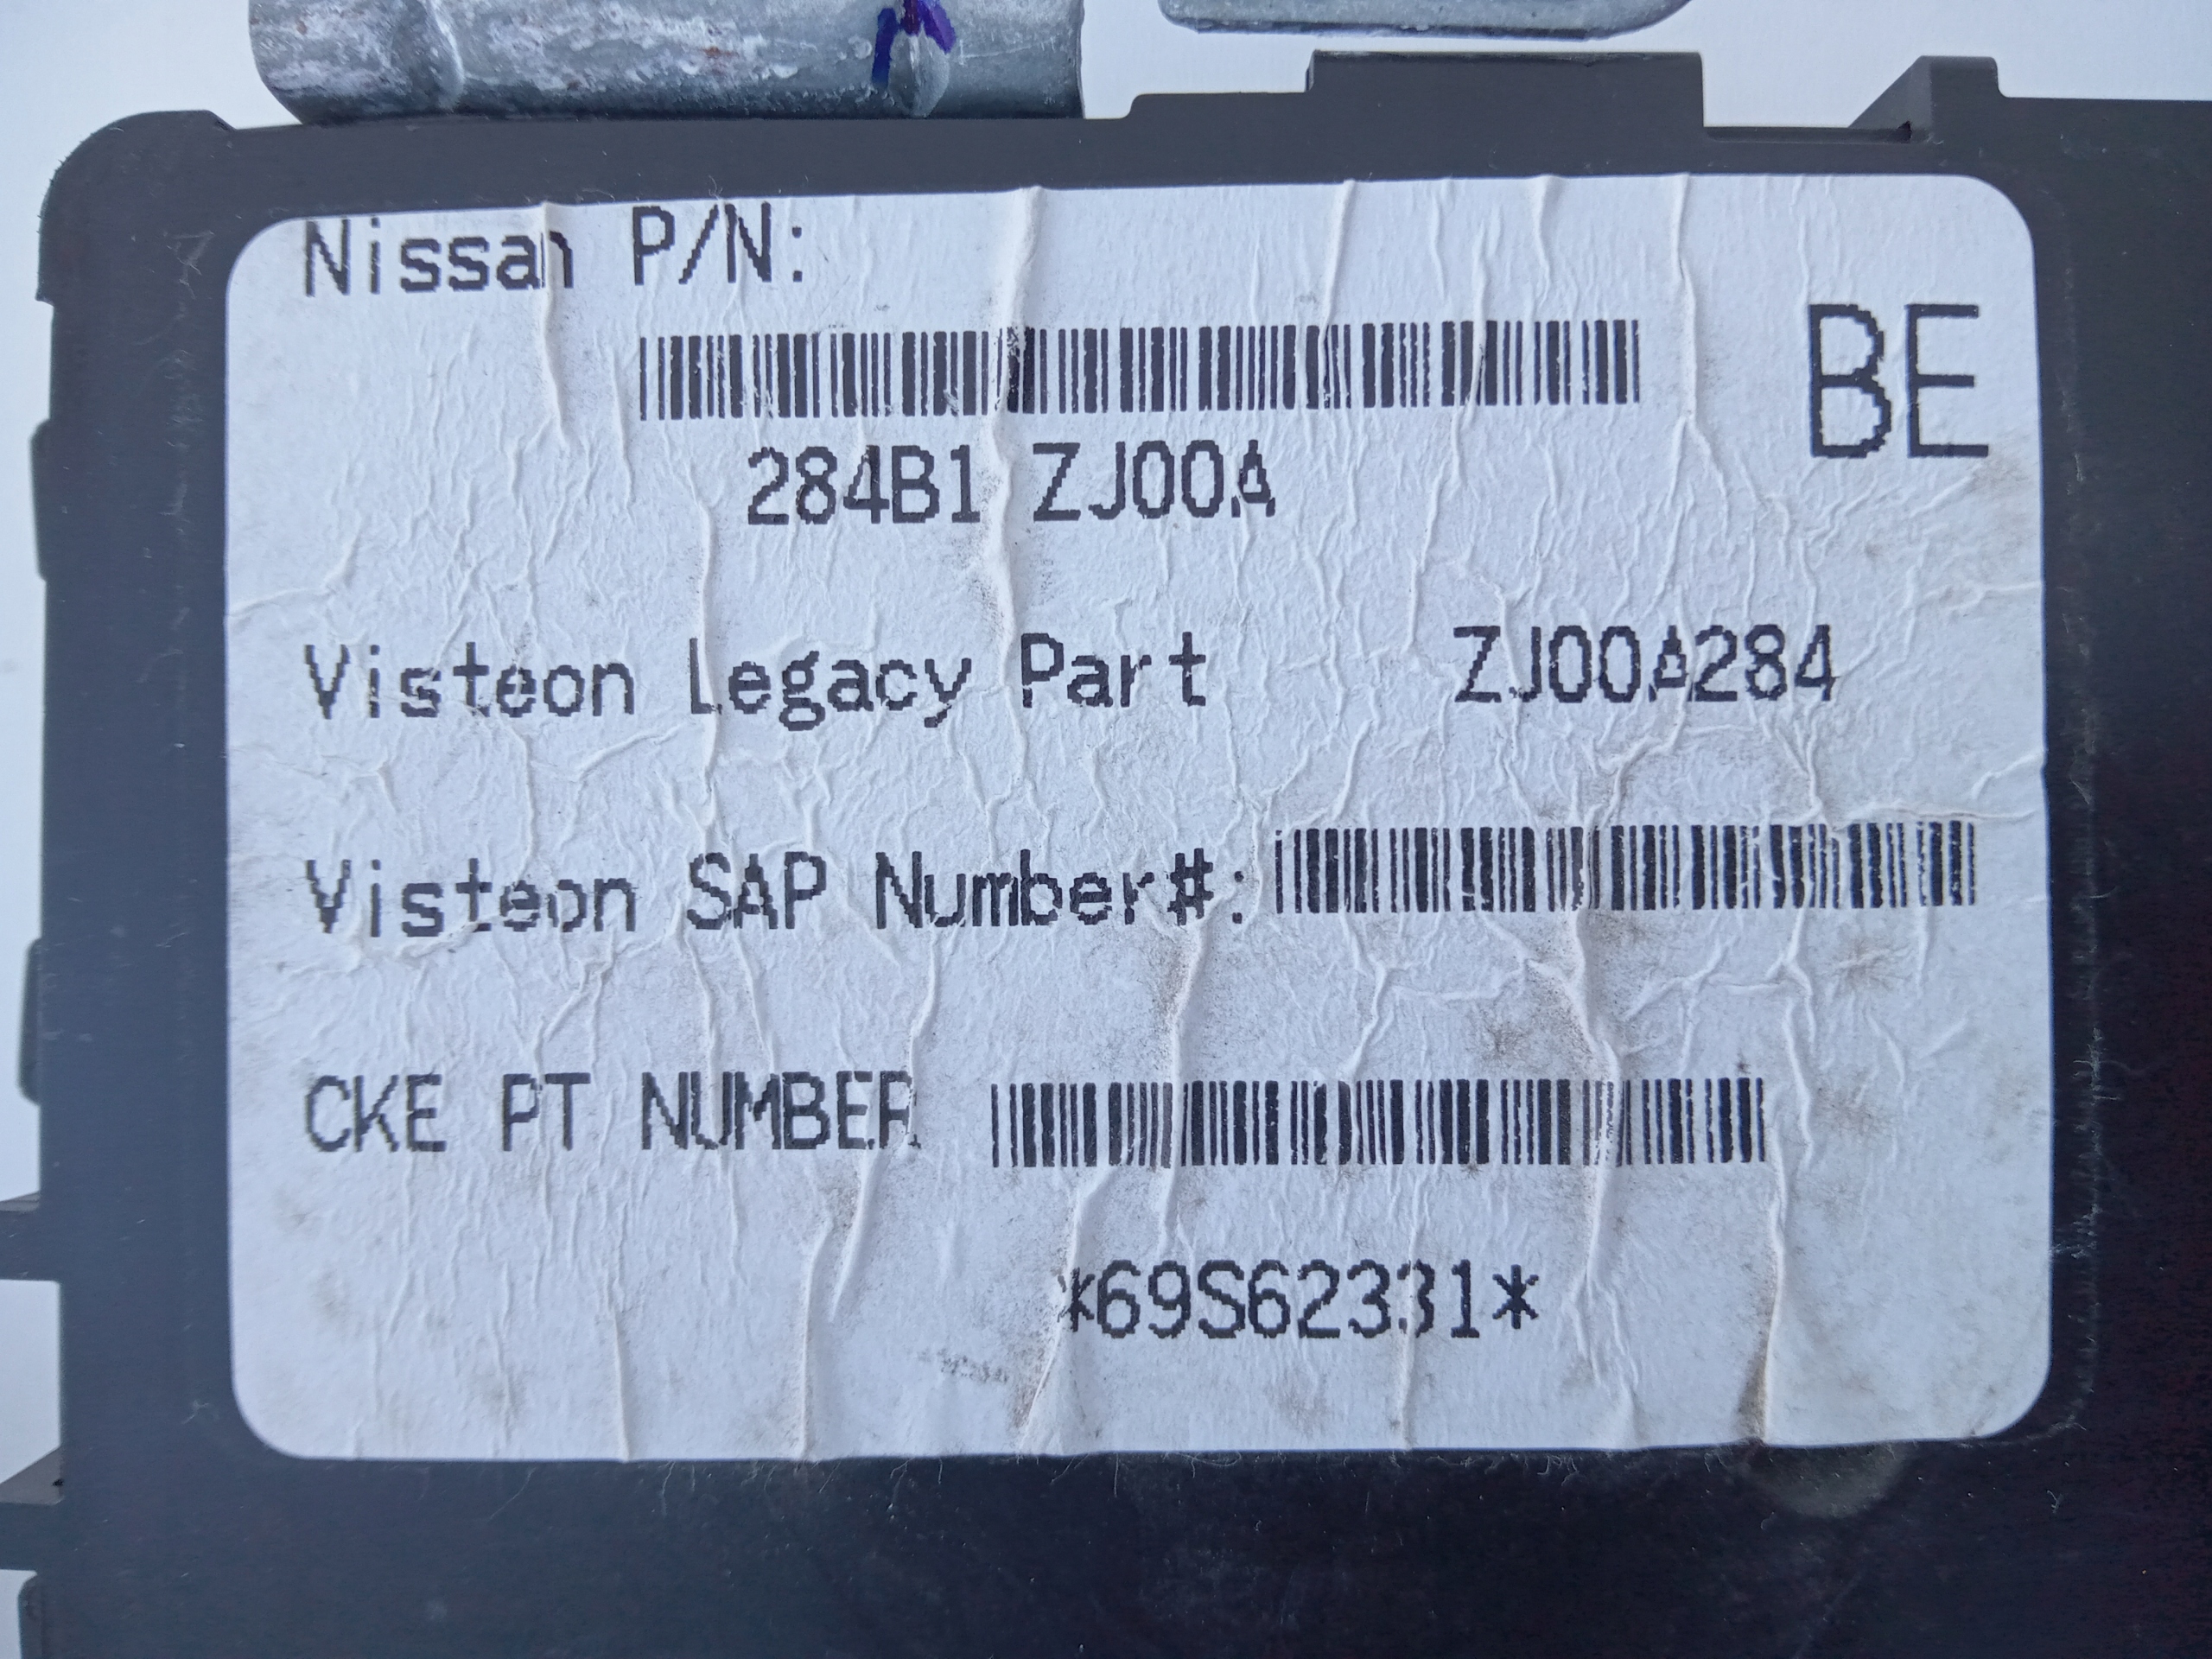 Nissan P/N:
BE
284B1 ZJ00A
Visteon Legacy Part ZJ00A284
Visteon SAP Number#:
CKE PT NUMBER
*69S62331*